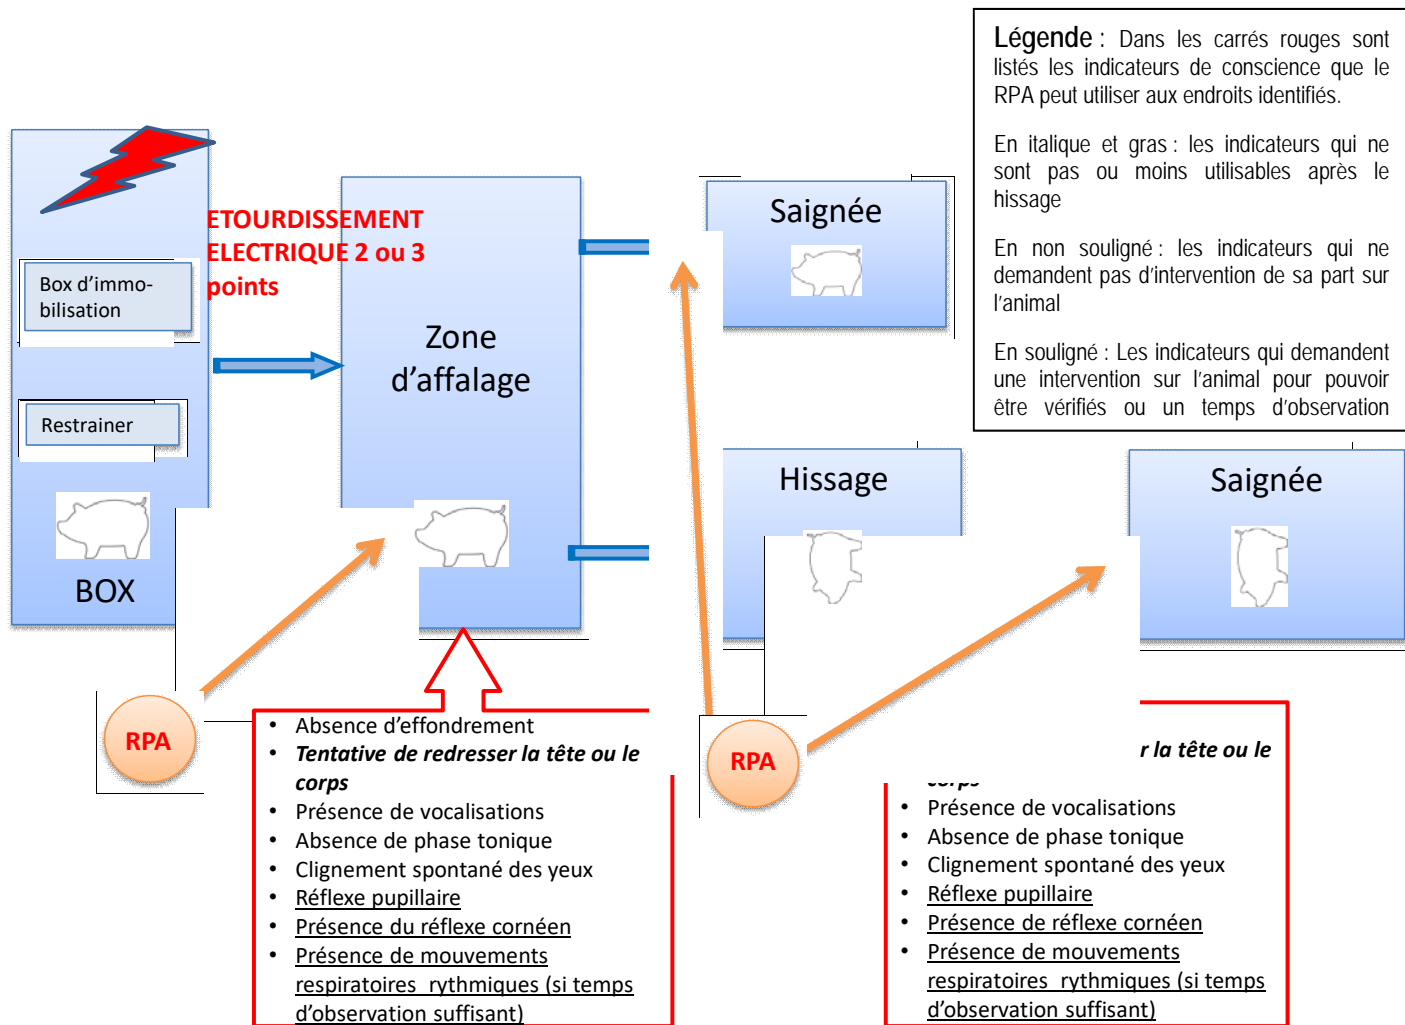 Légende : Dans les carrés rouges sont
listés les indicateurs de conscience que le
RPA peut utiliser aux endroits identifiés.
En italique et gras : les indicateurs qui ne
sont pas ou moins utilisables après le
hissage
En non souligné : les indicateurs qui ne
demandent pas d'intervention de sa part sur
l'animal
En souligné : Les indicateurs qui demandent
une intervention sur l'animal pour pouvoir
être vérifiés ou un temps d'observation
ETOURDISSEMENT
ELECTRIQUE 2 ou 3
points
Box d'immo-
bilisation
Restrainer
BOX
Zone
d'affalage
Saignée
Hissage
Saignée
RPA
• Absence d'effondrement
• Tentative de redresser la tête ou le
corps
• Présence de vocalisations
• Absence de phase tonique
• Clignement spontané des yeux
• Réflexe pupillaire
• Présence du réflexe cornéen
• Présence de mouvements
respiratoires rythmiques (si temps
d'observation suffisant)
RPA
r la tête ou le
corps
• Présence de vocalisations
• Absence de phase tonique
• Clignement spontané des yeux
• Réflexe pupillaire
• Présence de réflexe cornéen
• Présence de mouvements
respiratoires rythmiques (si temps
d'observation suffisant)